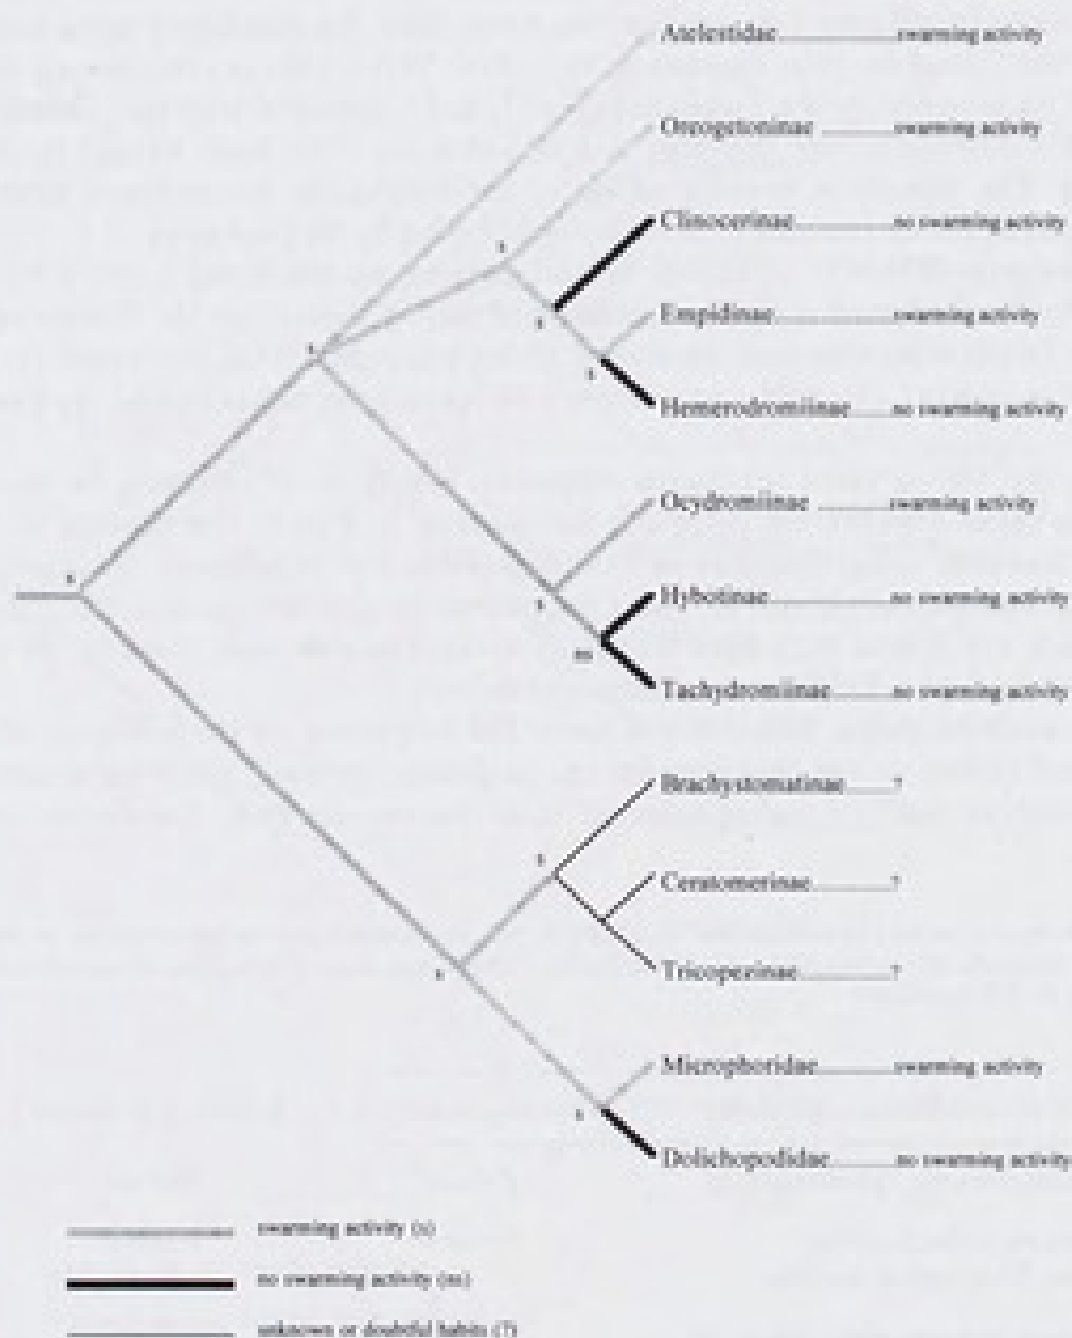 Atelestidae swarming activity
Oreogetoninae swarming activity
Clinocerinae no swarming activity
s
Empidinae swarming activity
s
s
Hemerodromiinae no swarming activity
Ocydromiinae swarming activity
s
Hybotinae no swarming activity
s
ns
Tachydromiinae no swarming activity
Brachystomatinae ?
s
Ceratomerinae ?
s
Tricopezinae ?
Microphoridae swarming activity
s
Dolichopodidae no swarming activity
swarming activity (s)
no swarming activity (ns)
unknown or doubtful habits (?)